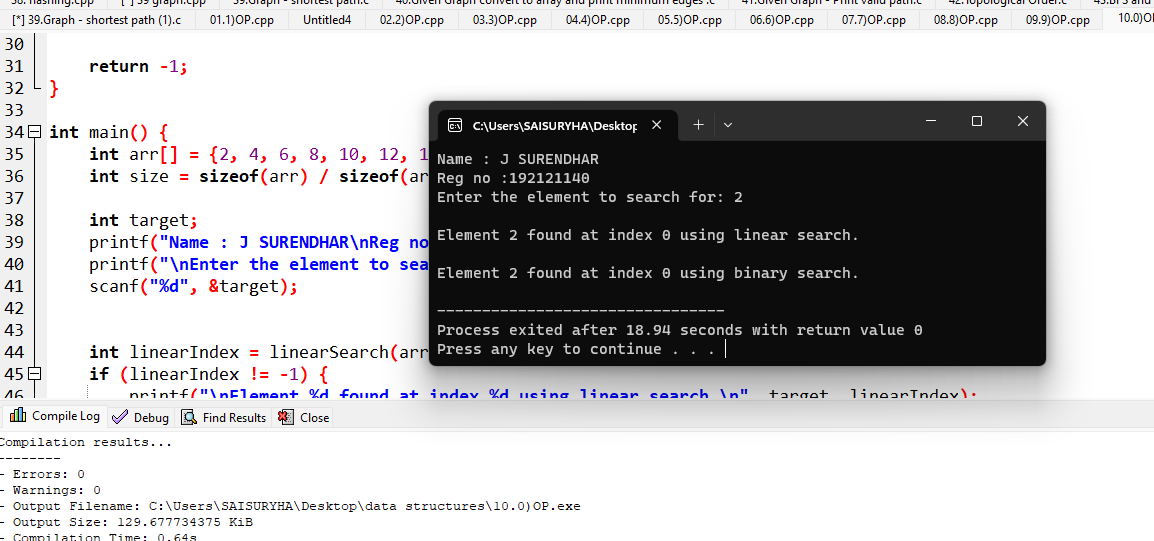 38.Hashing.cpp [*] 39.graph.cpp 39.Graph - shortest path.c 40.Given Graph convert to array and print minimum edges .c 41.Given Graph - Print valid path.c 42.Topological Order.c
[*] 39.Graph - shortest path (1).c 01.1)OP.cpp Untitled4 02.2)OP.cpp 03.3)OP.cpp 04.4)OP.cpp 05.5)OP.cpp 06.6)OP.cpp 07.7)OP.cpp 08.8)OP.cpp 09.9)OP.cpp 10.0)O
30
31 return -1;
32 }
33
34 int main() {
35 int arr[] = {2, 4, 6, 8, 10, 12, 1
36 int size = sizeof(arr) / sizeof(ar
37
38 int target;
39 printf("Name : J SURENDHAR\nReg no
40 printf("\nEnter the element to sea
41 scanf("%d", &target);
42
43
44 int linearIndex = linearSearch(arr
45 if (linearIndex != -1) {
46 printf("\nElement %d found at index %d using linear search.\n", target, linearIndex);
C:\Users\SAISURYHA\Desktop
Name : J SURENDHAR
Reg no :192121140
Enter the element to search for: 2
Element 2 found at index 0 using linear search.
Element 2 found at index 0 using binary search.
--------------------------------
Process exited after 18.94 seconds with return value 0
Press any key to continue . . .
Compile Log Debug Find Results Close
Compilation results...
--------
- Errors: 0
- Warnings: 0
- Output Filename: C:\Users\SAISURYHA\Desktop\data structures\10.0)OP.exe
- Output Size: 129.677734375 KiB
- Compilation Time: 0.64s